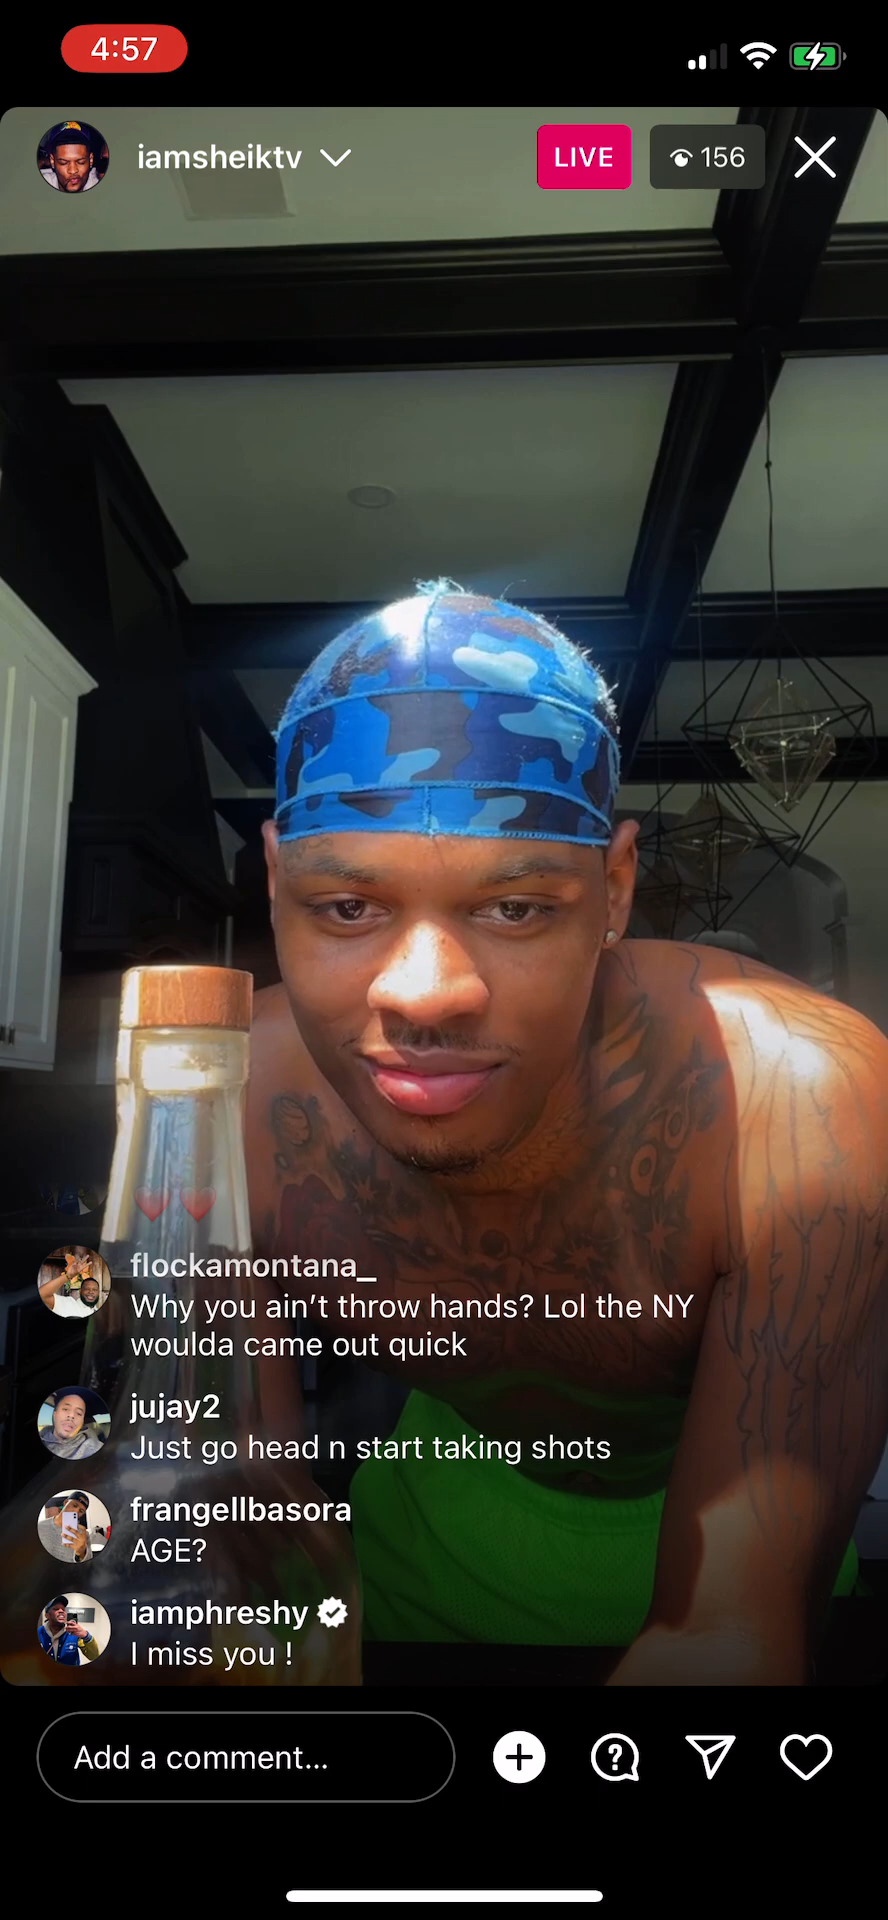 4:57
iamsheiktv
LIVE
156
flockamontana_
Why you ain’t throw hands? Lol the NY
woulda came out quick
jujay2
Just go head n start taking shots
frangellbasora
AGE?
iamphreshy
I miss you !
Add a comment...